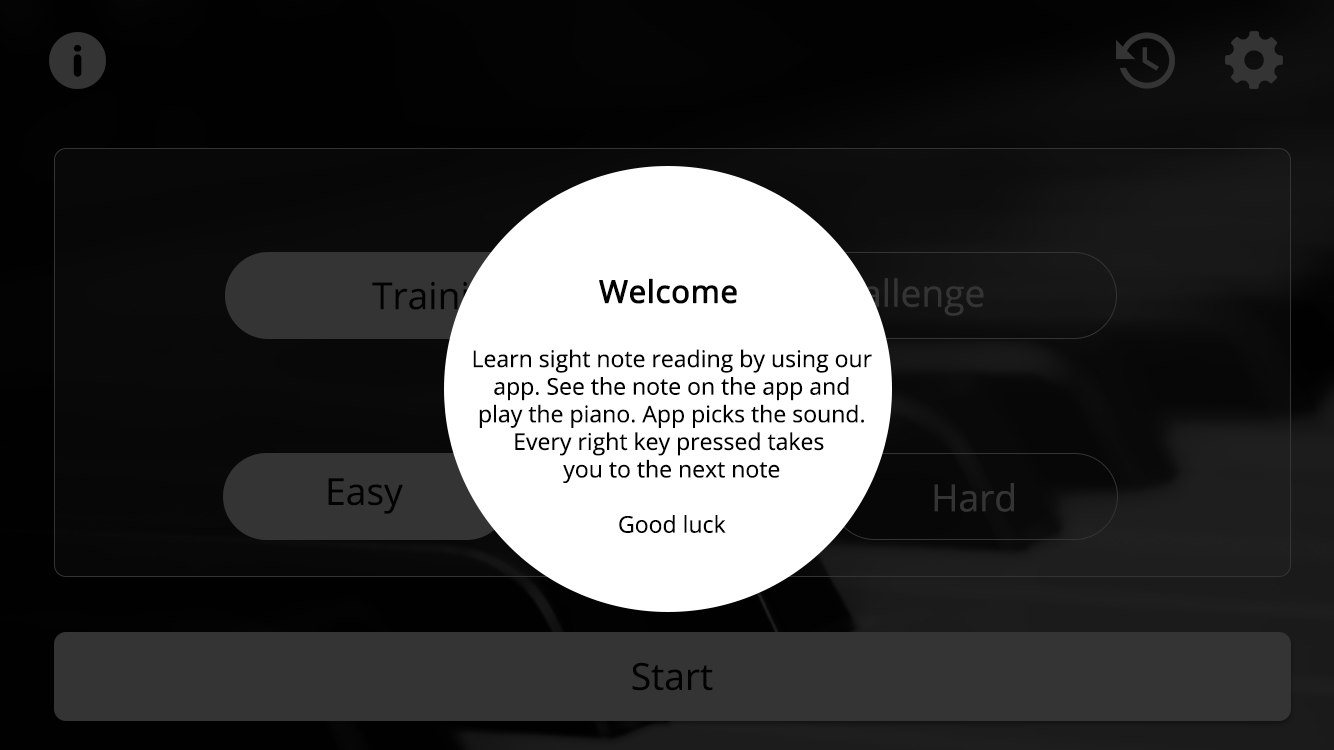 Traini
allenge
Welcome
Learn sight note reading by using our
app. See the note on the app and
play the piano. App picks the sound.
Every right key pressed takes
you to the next note
Good luck
Easy
Hard
Start